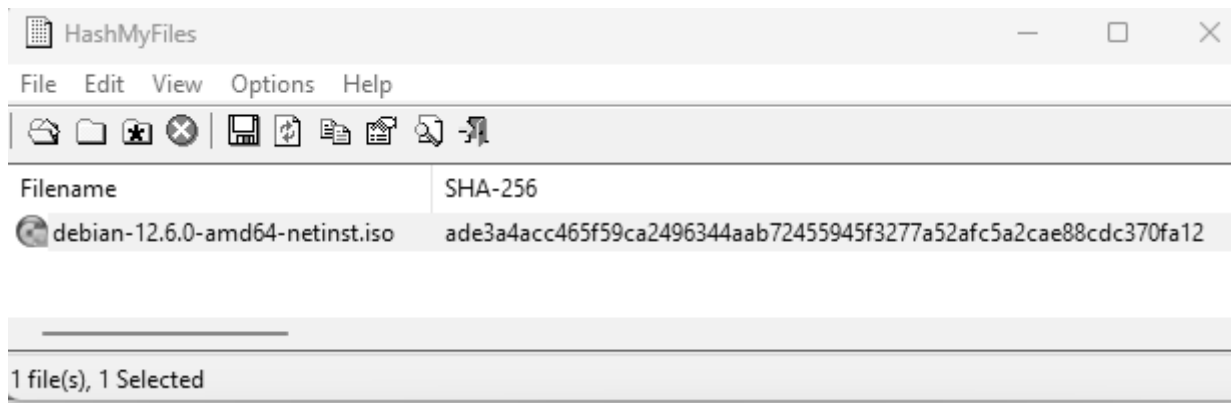 HashMyFiles
File Edit View Options Help
Filename SHA-256
debian-12.6.0-amd64-netinst.iso ade3a4acc465f59ca2496344aab72455945f3277a52afc5a2cae88cdc370fa12
1 file(s), 1 Selected